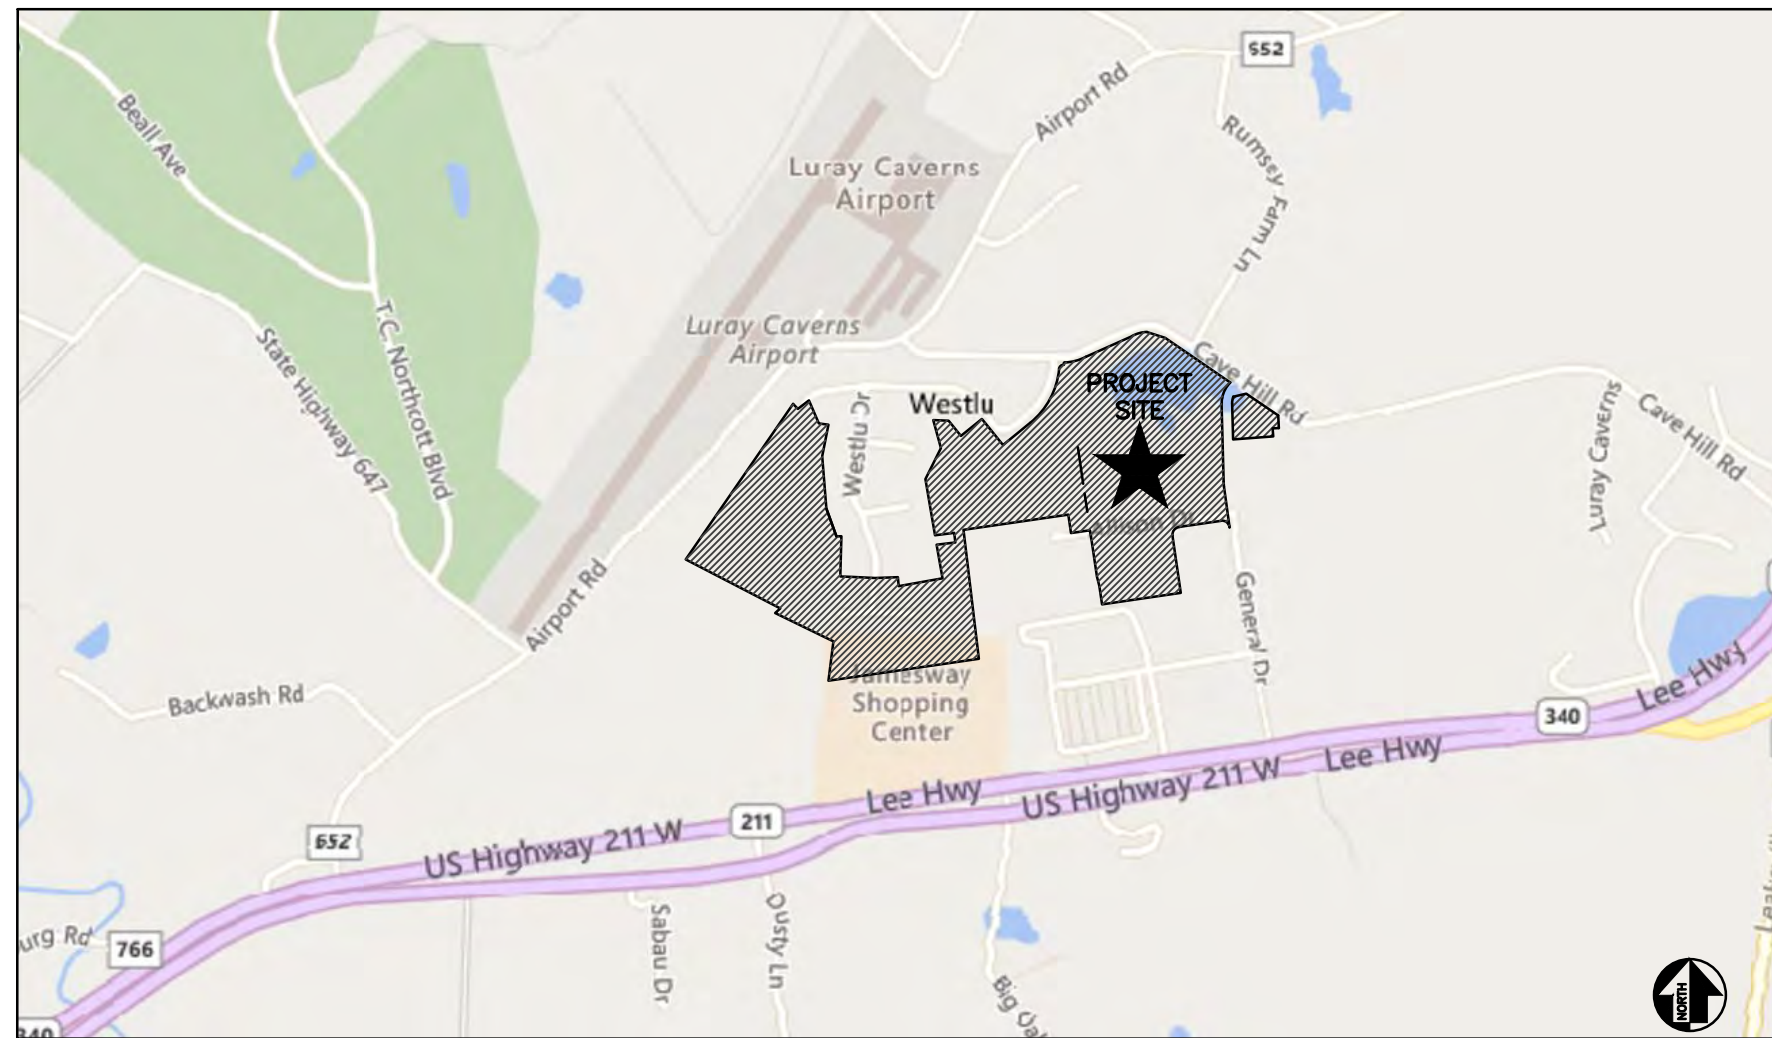 652
Airport Rd
Beall Ave
Rumsey Farm Ln
Luray Caverns
Airport
T.C. Northcott Blvd
State Highway 647
Luray Caverns
Airport
Cave Hill Rd
PROJECT
SITE
Westlu
Westlu Dr
Luray Caverns
Cave Hill Rd
Airport Rd
General Dr
Backwash Rd
Jamesway
Shopping
Center
Lee Hwy
340
Lee Hwy
US Highway 211 W
Lee Hwy
211
US Highway 211 W
652
766
Sabau Dr
Dusty Ln
Big
NORTH